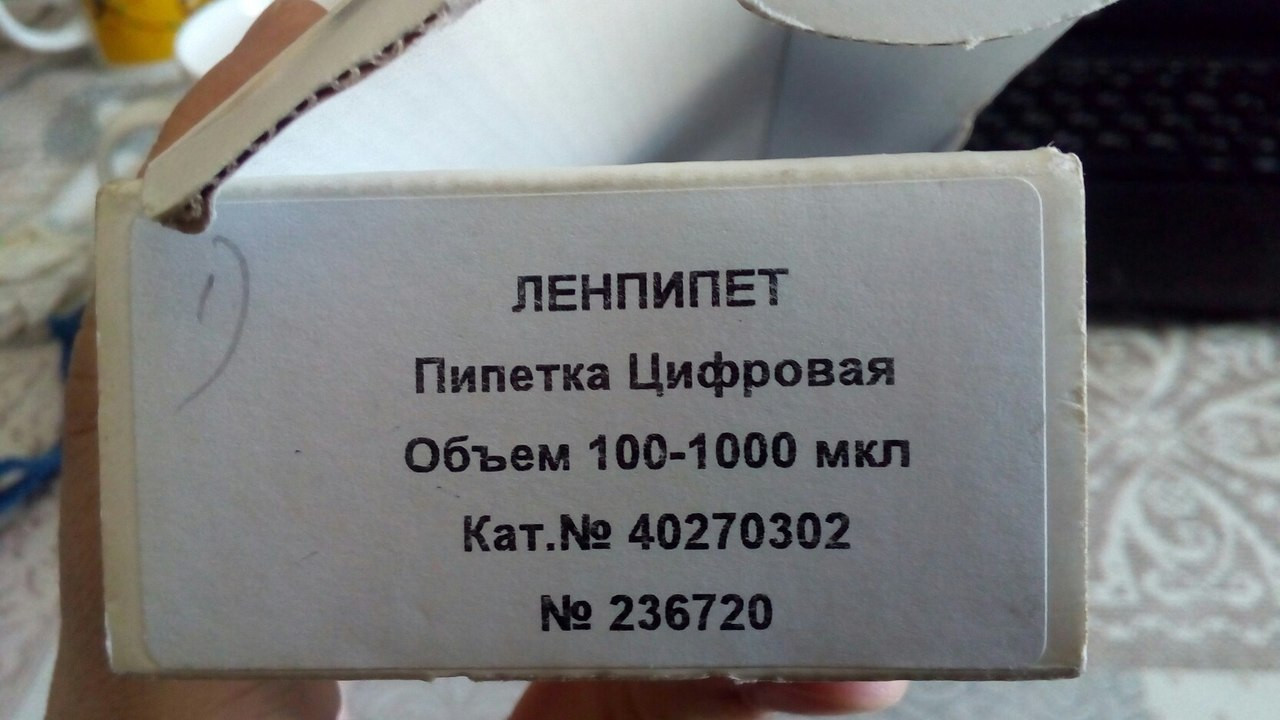 ЛЕНПИПЕТ
Пипетка Цифровая
Объем 100-1000 мкл
Кат.№ 40270302
№ 236720